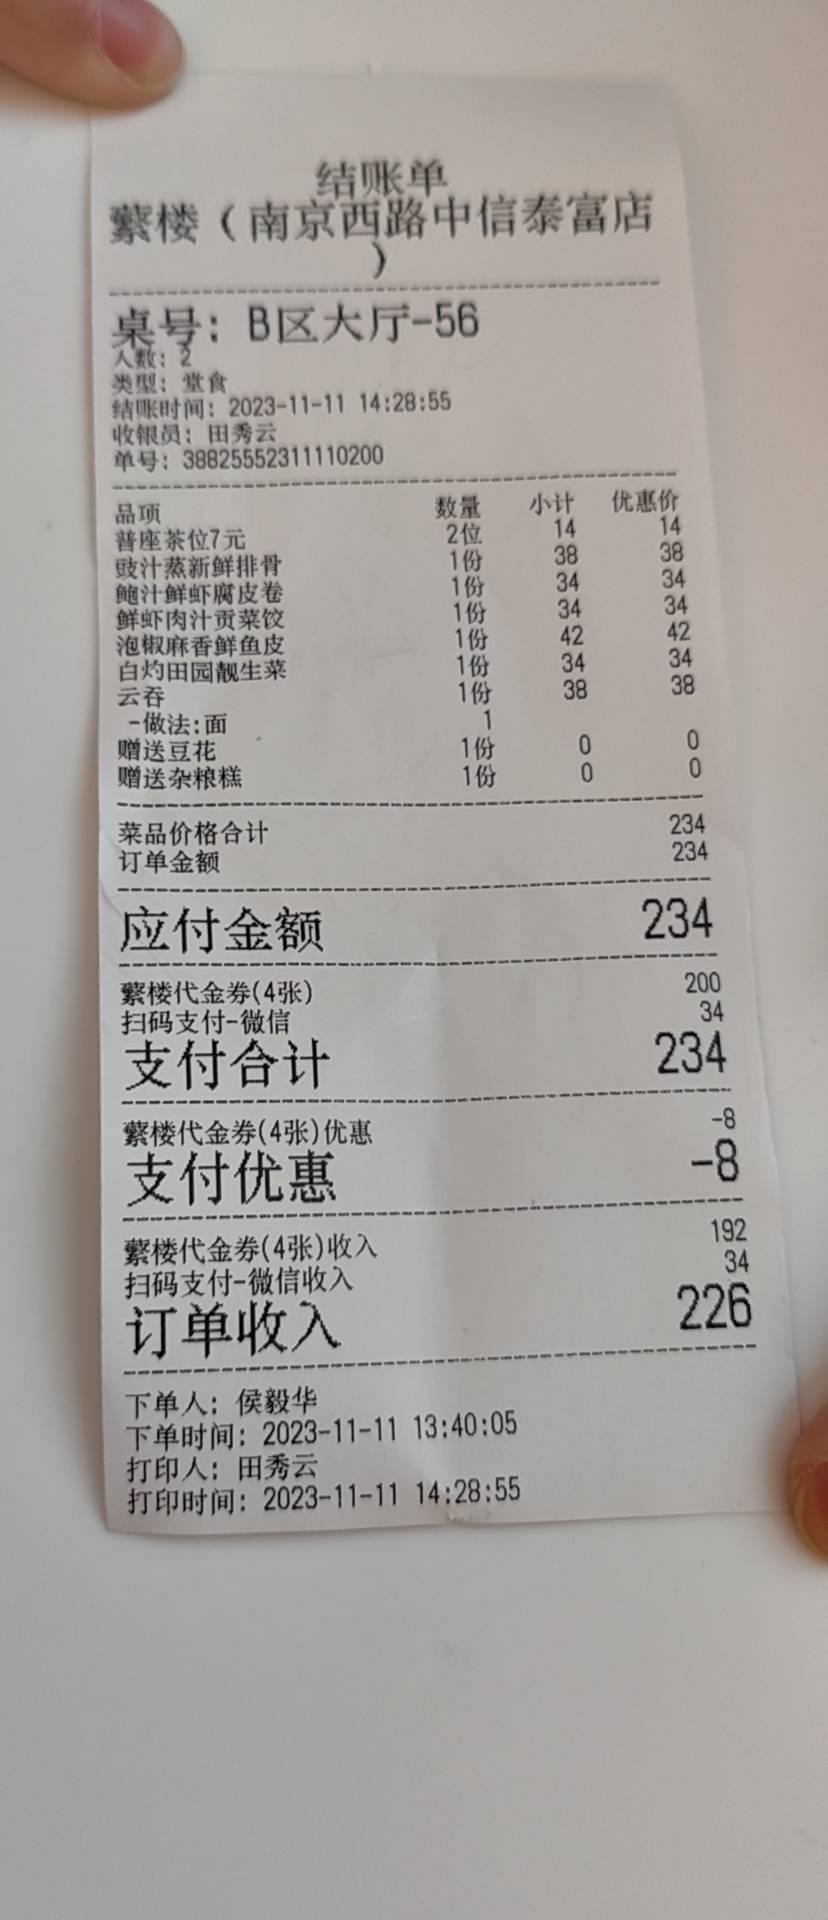 结账单
蘩楼（南京西路中信泰富店
）
桌号: B区大厅-56
人数: 2
类型: 堂食
结账时间: 2023-11-11 14:28:55
收银员: 田秀云
单号: 38825552311110200
品项 数量 小计 优惠价
普座茶位7元 2位 14 14
豉汁蒸新鲜排骨 1份 38 38
鲍汁鲜虾腐皮卷 1份 34 34
鲜虾肉汁贡菜饺 1份 34 34
泡椒麻香鲜鱼皮 1份 42 42
白灼田园靓生菜 1份 34 34
云吞 1份 38 38
-做法:面 1
赠送豆花 1份 0 0
赠送杂粮糕 1份 0 0
菜品价格合计 234
订单金额 234
应付金额 234
蘩楼代金券(4张) 200
扫码支付-微信 34
支付合计 234
蘩楼代金券(4张)优惠 -8
支付优惠 -8
蘩楼代金券(4张)收入 192
扫码支付-微信收入 34
订单收入 226
下单人: 侯毅华
下单时间: 2023-11-11 13:40:05
打印人: 田秀云
打印时间: 2023-11-11 14:28:55